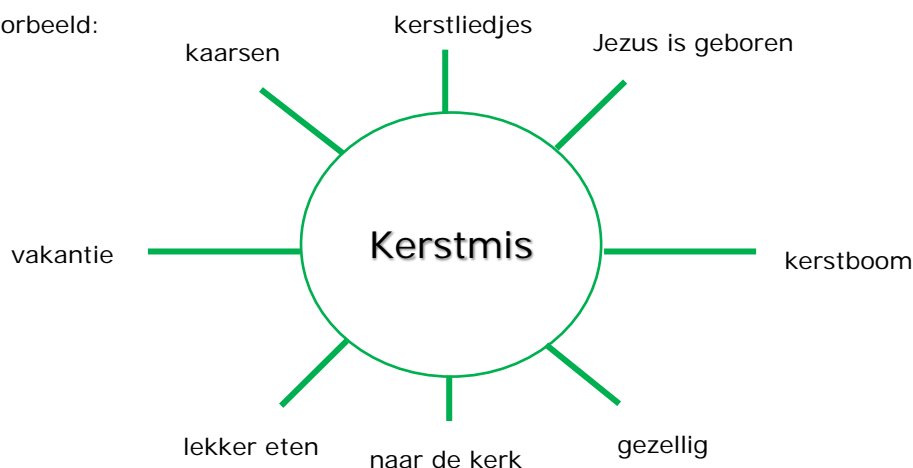 orbeeld:
kerstliedjes
Jezus is geboren
kaarsen
Kerstmis
vakantie
kerstboom
lekker eten
naar de kerk
gezellig